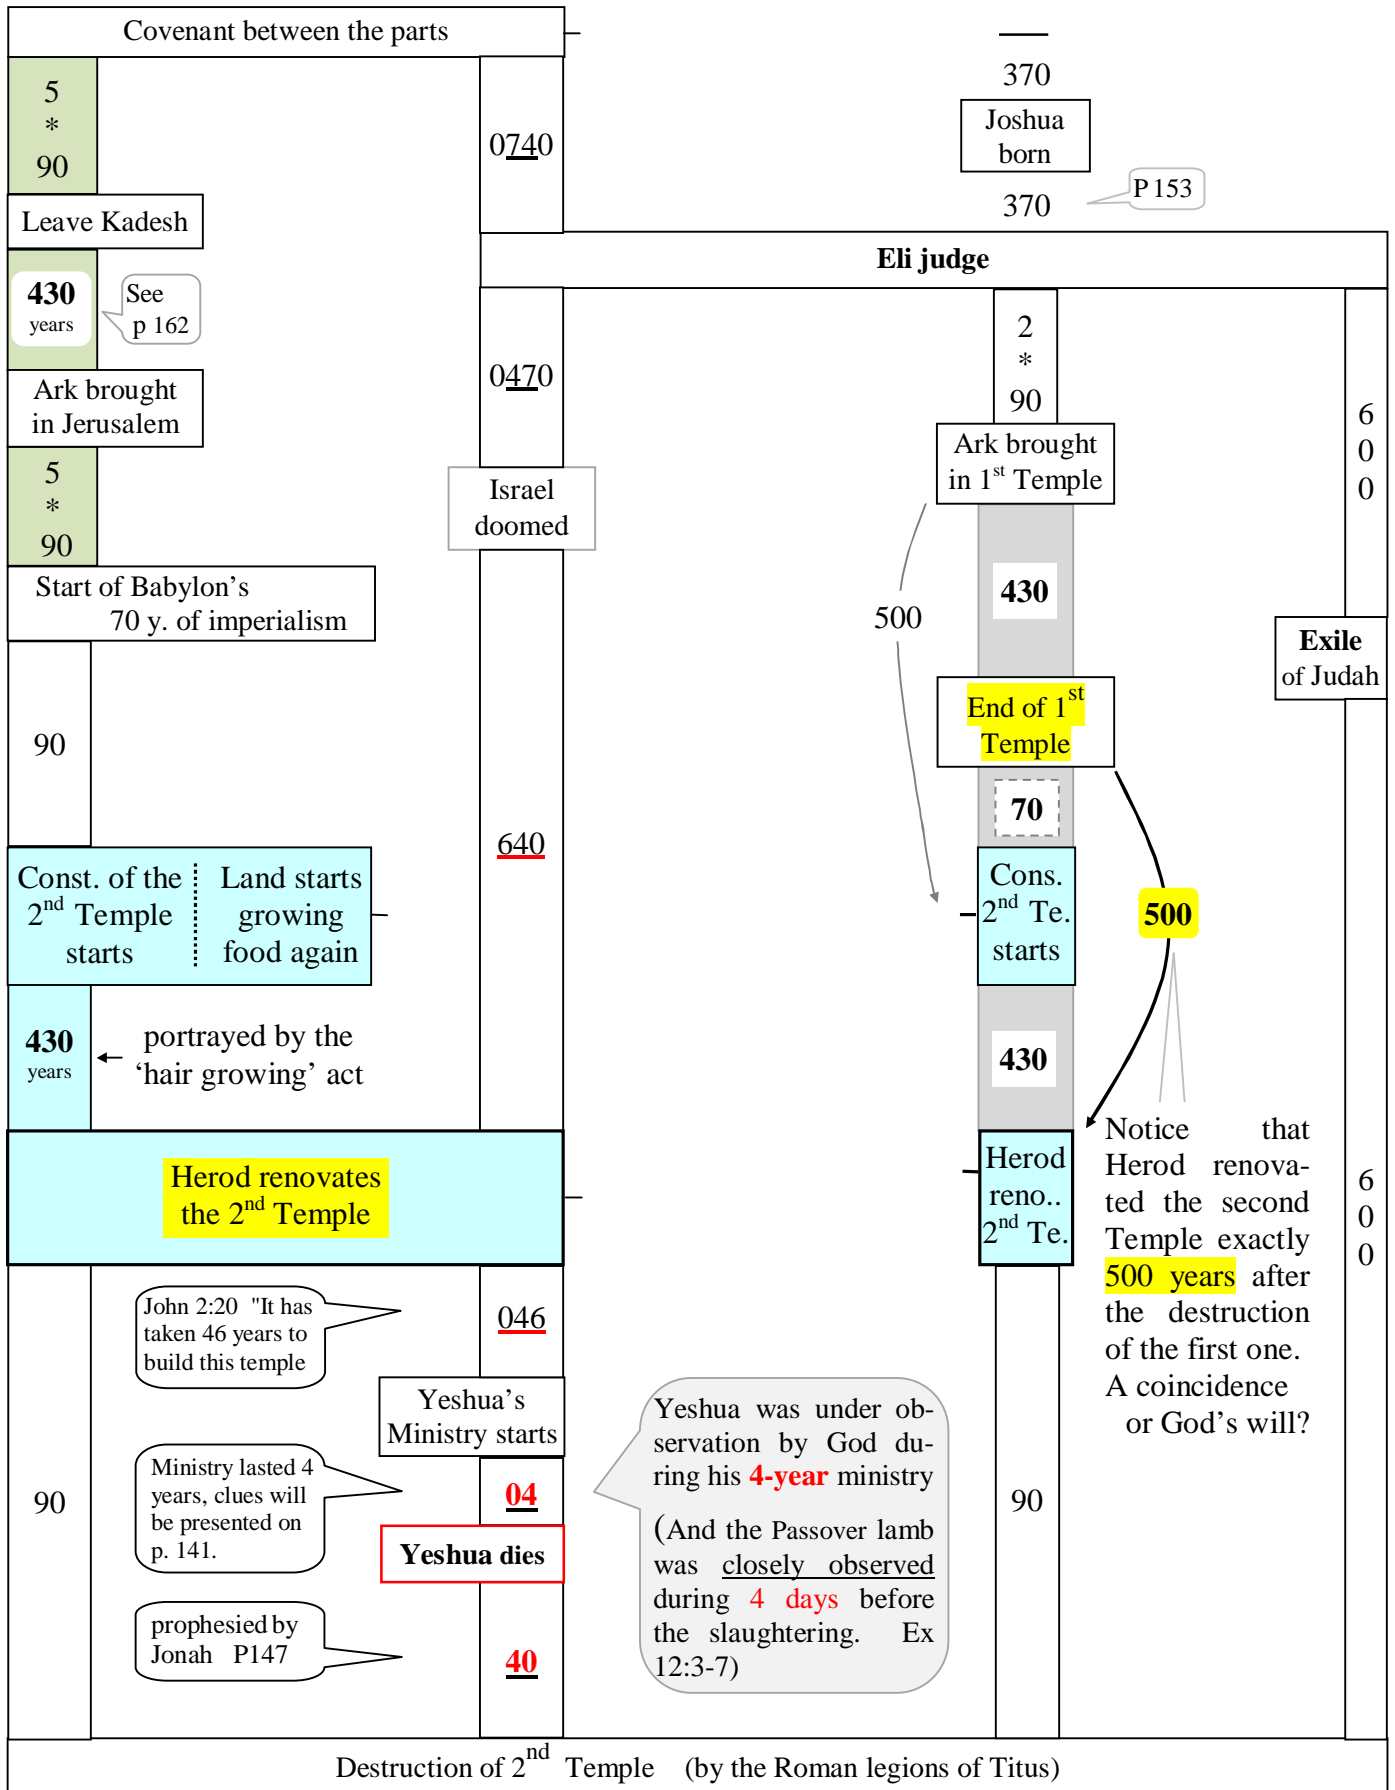 Covenant between the parts
5
*
90
Leave Kadesh
430
years
See
p 162
Ark brought
in Jerusalem
5
*
90
Start of Babylon's
70 y. of imperialism
90
Const. of the
2nd Temple
starts
Land starts
growing
food again
430
years
portrayed by the
'hair growing' act
Herod renovates
the 2nd Temple
90
0740
0470
Israel
doomed
640
John 2:20 "It has
taken 46 years to
build this temple
046
Yeshua's
Ministry starts
Ministry lasted 4
years, clues will
be presented on
p. 141.
04
Yeshua dies
prophesied by
Jonah P147
40
Yeshua was under ob-
servation by God du-
ring his 4-year ministry
(And the Passover lamb
was closely observed
during 4 days before
the slaughtering. Ex
12:3-7)
370
Joshua
born
370
P 153
Eli judge
2
*
90
Ark brought
in 1st Temple
500
430
End of 1st
Temple
70
Cons.
2nd Te.
starts
500
430
Herod
reno..
2nd Te.
90
Notice that
Herod renova-
ted the second
Temple exactly
500 years after
the destruction
of the first one.
A coincidence
or God's will?
6
0
0
Exile
of Judah
6
0
0
Destruction of 2nd Temple (by the Roman legions of Titus)